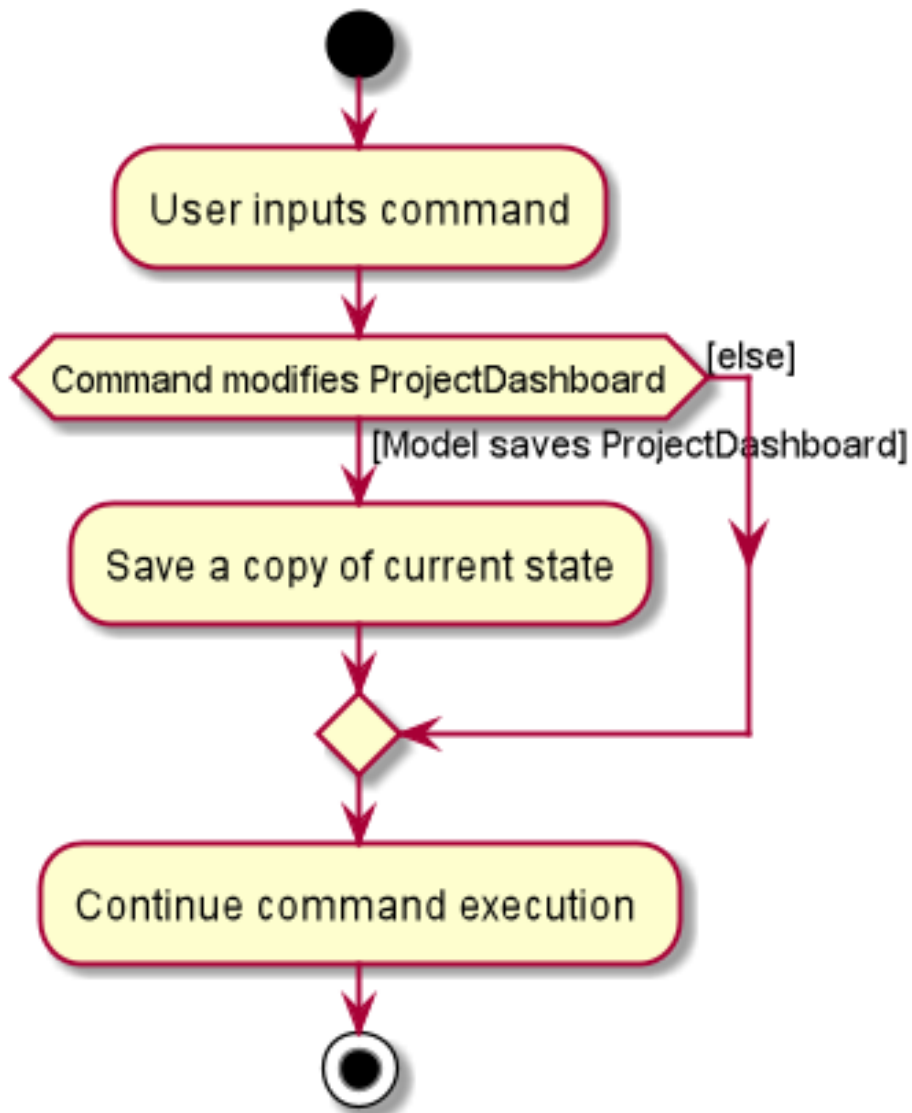 User inputs command
Command modifies ProjectDashboard
[else]
[Model saves ProjectDashboard]
Save a copy of current state
Continue command execution